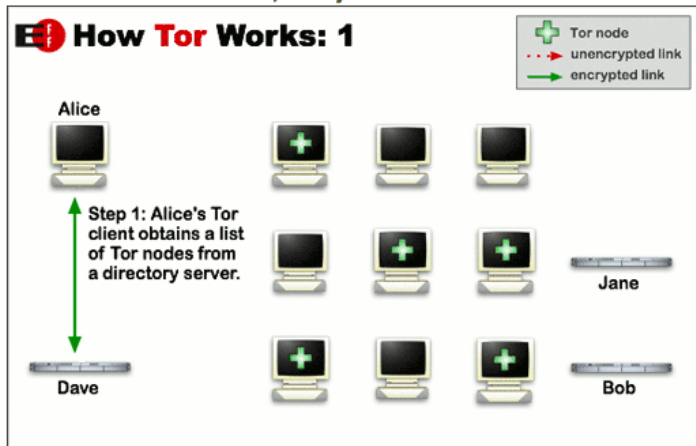 EFF How Tor Works: 1
Tor node
unencrypted link
encrypted link
Alice
Step 1: Alice's Tor
client obtains a list
of Tor nodes from
a directory server.
Jane
Dave
Bob